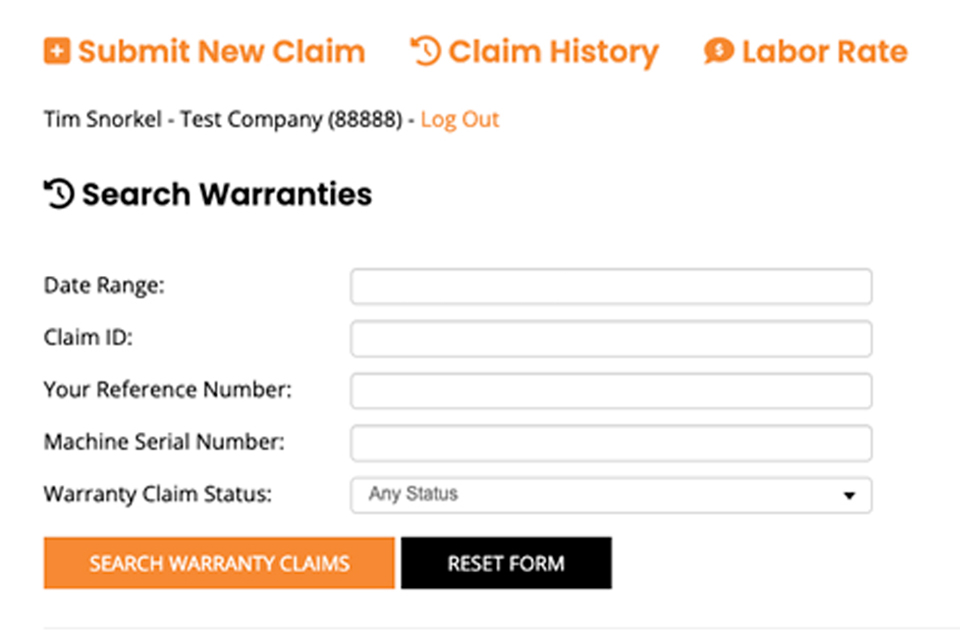 Submit New Claim Claim History Labor Rate
Tim Snorkel - Test Company (88888) - Log Out
Search Warranties
Date Range:
Claim ID:
Your Reference Number:
Machine Serial Number:
Warranty Claim Status: Any Status
SEARCH WARRANTY CLAIMS RESET FORM